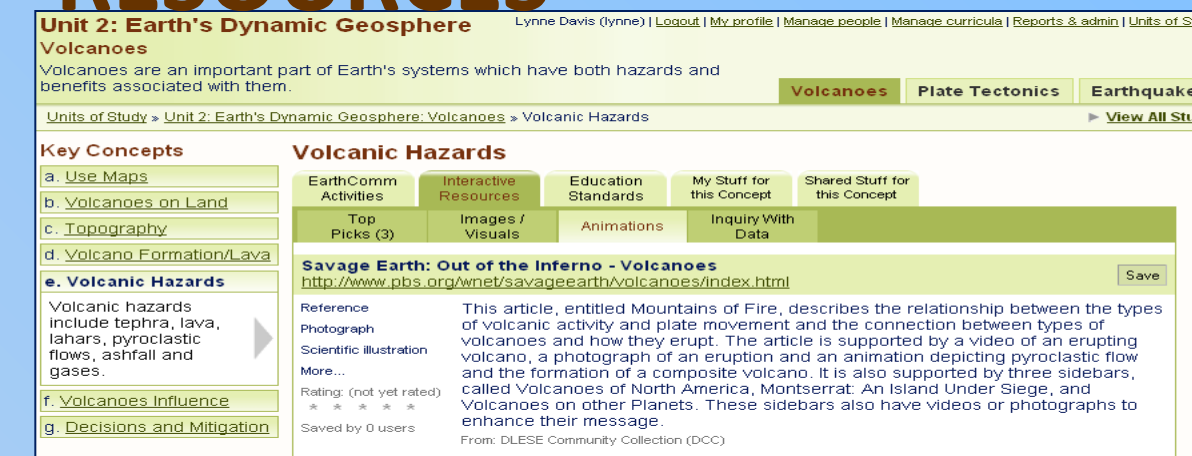 RESOURCES
Unit 2: Earth's Dynamic Geosphere
Lynne Davis (lynne) | Logout | My profile | Manage people | Manage curricula | Reports & admin | Units of S
Volcanoes
Volcanoes are an important part of Earth's systems which have both hazards and
benefits associated with them.
Volcanoes Plate Tectonics Earthquake
Units of Study » Unit 2: Earth's Dynamic Geosphere: Volcanoes » Volcanic Hazards
View All Stu
Key Concepts
a. Use Maps
b. Volcanoes on Land
c. Topography
d. Volcano Formation/Lava
e. Volcanic Hazards
Volcanic hazards
include tephra, lava,
lahars, pyroclastic
flows, ashfall and
gases.
f. Volcanoes Influence
g. Decisions and Mitigation
Volcanic Hazards
EarthComm
Activities
Interactive
Resources
Education
Standards
My Stuff for
this Concept
Shared Stuff for
this Concept
Top
Picks (3)
Images /
Visuals
Animations
Inquiry With
Data
Savage Earth: Out of the Inferno - Volcanoes
http://www.pbs.org/wnet/savageearth/volcanoes/index.html
Save
Reference
Photograph
Scientific illustration
More...
Rating: (not yet rated)
* * * * *
Saved by 0 users
This article, entitled Mountains of Fire, describes the relationship between the types
of volcanic activity and plate movement and the connection between types of
volcanoes and how they erupt. The article is supported by a video of an erupting
volcano, a photograph of an eruption and an animation depicting pyroclastic flow
and the formation of a composite volcano. It is also supported by three sidebars,
called Volcanoes of North America, Montserrat: An Island Under Siege, and
Volcanoes on other Planets. These sidebars also have videos or photographs to
enhance their message.
From: DLESE Community Collection (DCC)